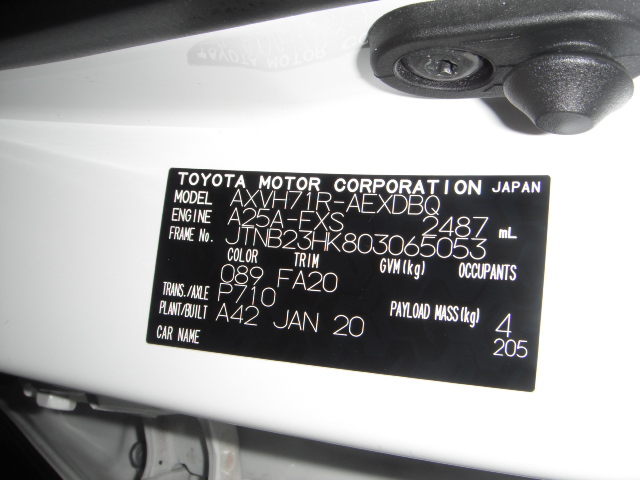 TOYOTA MOTOR CORPORATION JAPAN
MODEL AXVH71R-AEXDBQ
ENGINE A25A-FXS 2487 mL
FRAME No. JTNB23HK803065053
COLOR TRIM GVM(kg) OCCUPANTS
089 FA20
TRANS./AXLE P710
PLANT/BUILT A42 JAN 20 PAYLOAD MASS(kg) 4
CAR NAME 205